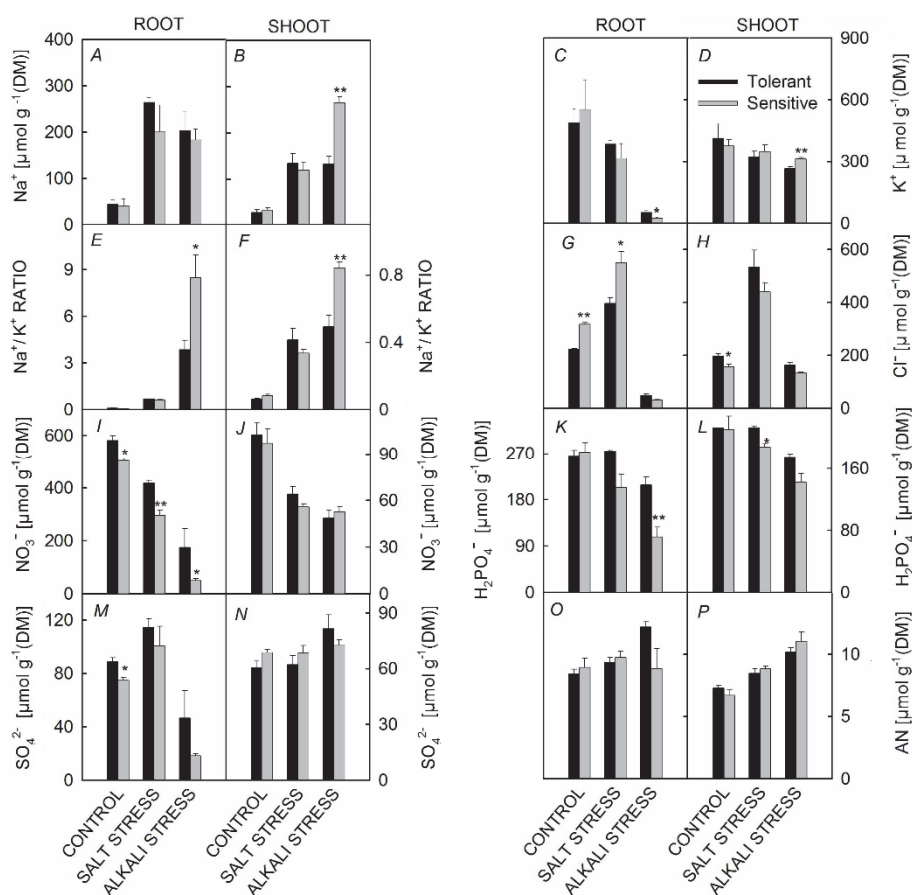 ROOT SHOOT ROOT SHOOT
400 A B C D 900
300 ** Tolerant
Sensitive 600
200
** 300
100
0 * 0
Na⁺ [µmol g⁻¹(DM)]
K⁺ [µ mol g⁻¹(DM)]
E * F ** G * H 600
9 0.8
6 ** 400
0.4
3 * 200
0 0 0
Na⁺/K⁺ RATIO
Na⁺/K⁺ RATIO
Cl⁻ [µ mol g⁻¹(DM)]
I J K L
600 * 90 270 * 240
400 ** 60 180 160
200 30 90 ** 80
* 
0 0 0 0
NO₃⁻ [µmol g⁻¹(DM)]
NO₃⁻ [µmol g⁻¹(DM)]
H₂PO₄⁻ [µmol g⁻¹(DM)]
H₂PO₄⁻ [µmol g⁻¹(DM)]
M N O P
120 90
80 * 60 10
40 30 5
0 0 0
SO₄²⁻ [µmol g⁻¹(DM)]
SO₄²⁻ [µmol g⁻¹(DM)]
AN [µmol g⁻¹(DM)]
CONTROL
SALT STRESS
ALKALI STRESS
CONTROL
SALT STRESS
ALKALI STRESS
CONTROL
SALT STRESS
ALKALI STRESS
CONTROL
SALT STRESS
ALKALI STRESS